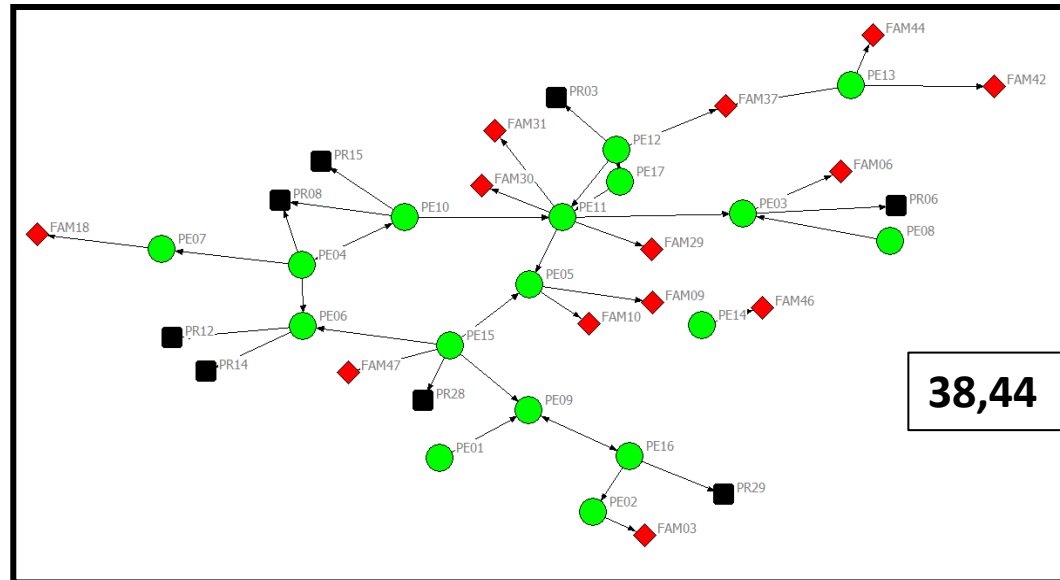 FAM44
PE13
FAM42
PR03
FAM37
FAM31
PE12
PR15
FAM06
FAM30
PE17
PR08
PE10
PE11
PE03
PR06
FAM18
PE07
PE04
FAM29
PE08
PE05
FAM09
FAM46
PE06
FAM10
PE14
PR12
PE15
PR14
FAM47
PR28
38,44
PE09
PE01
PE16
PR29
PE02
FAM03